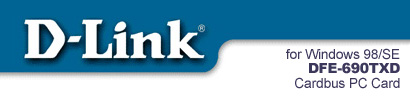 D-Link®
for Windows 98/SE
DFE-690TXD
Cardbus PC Card